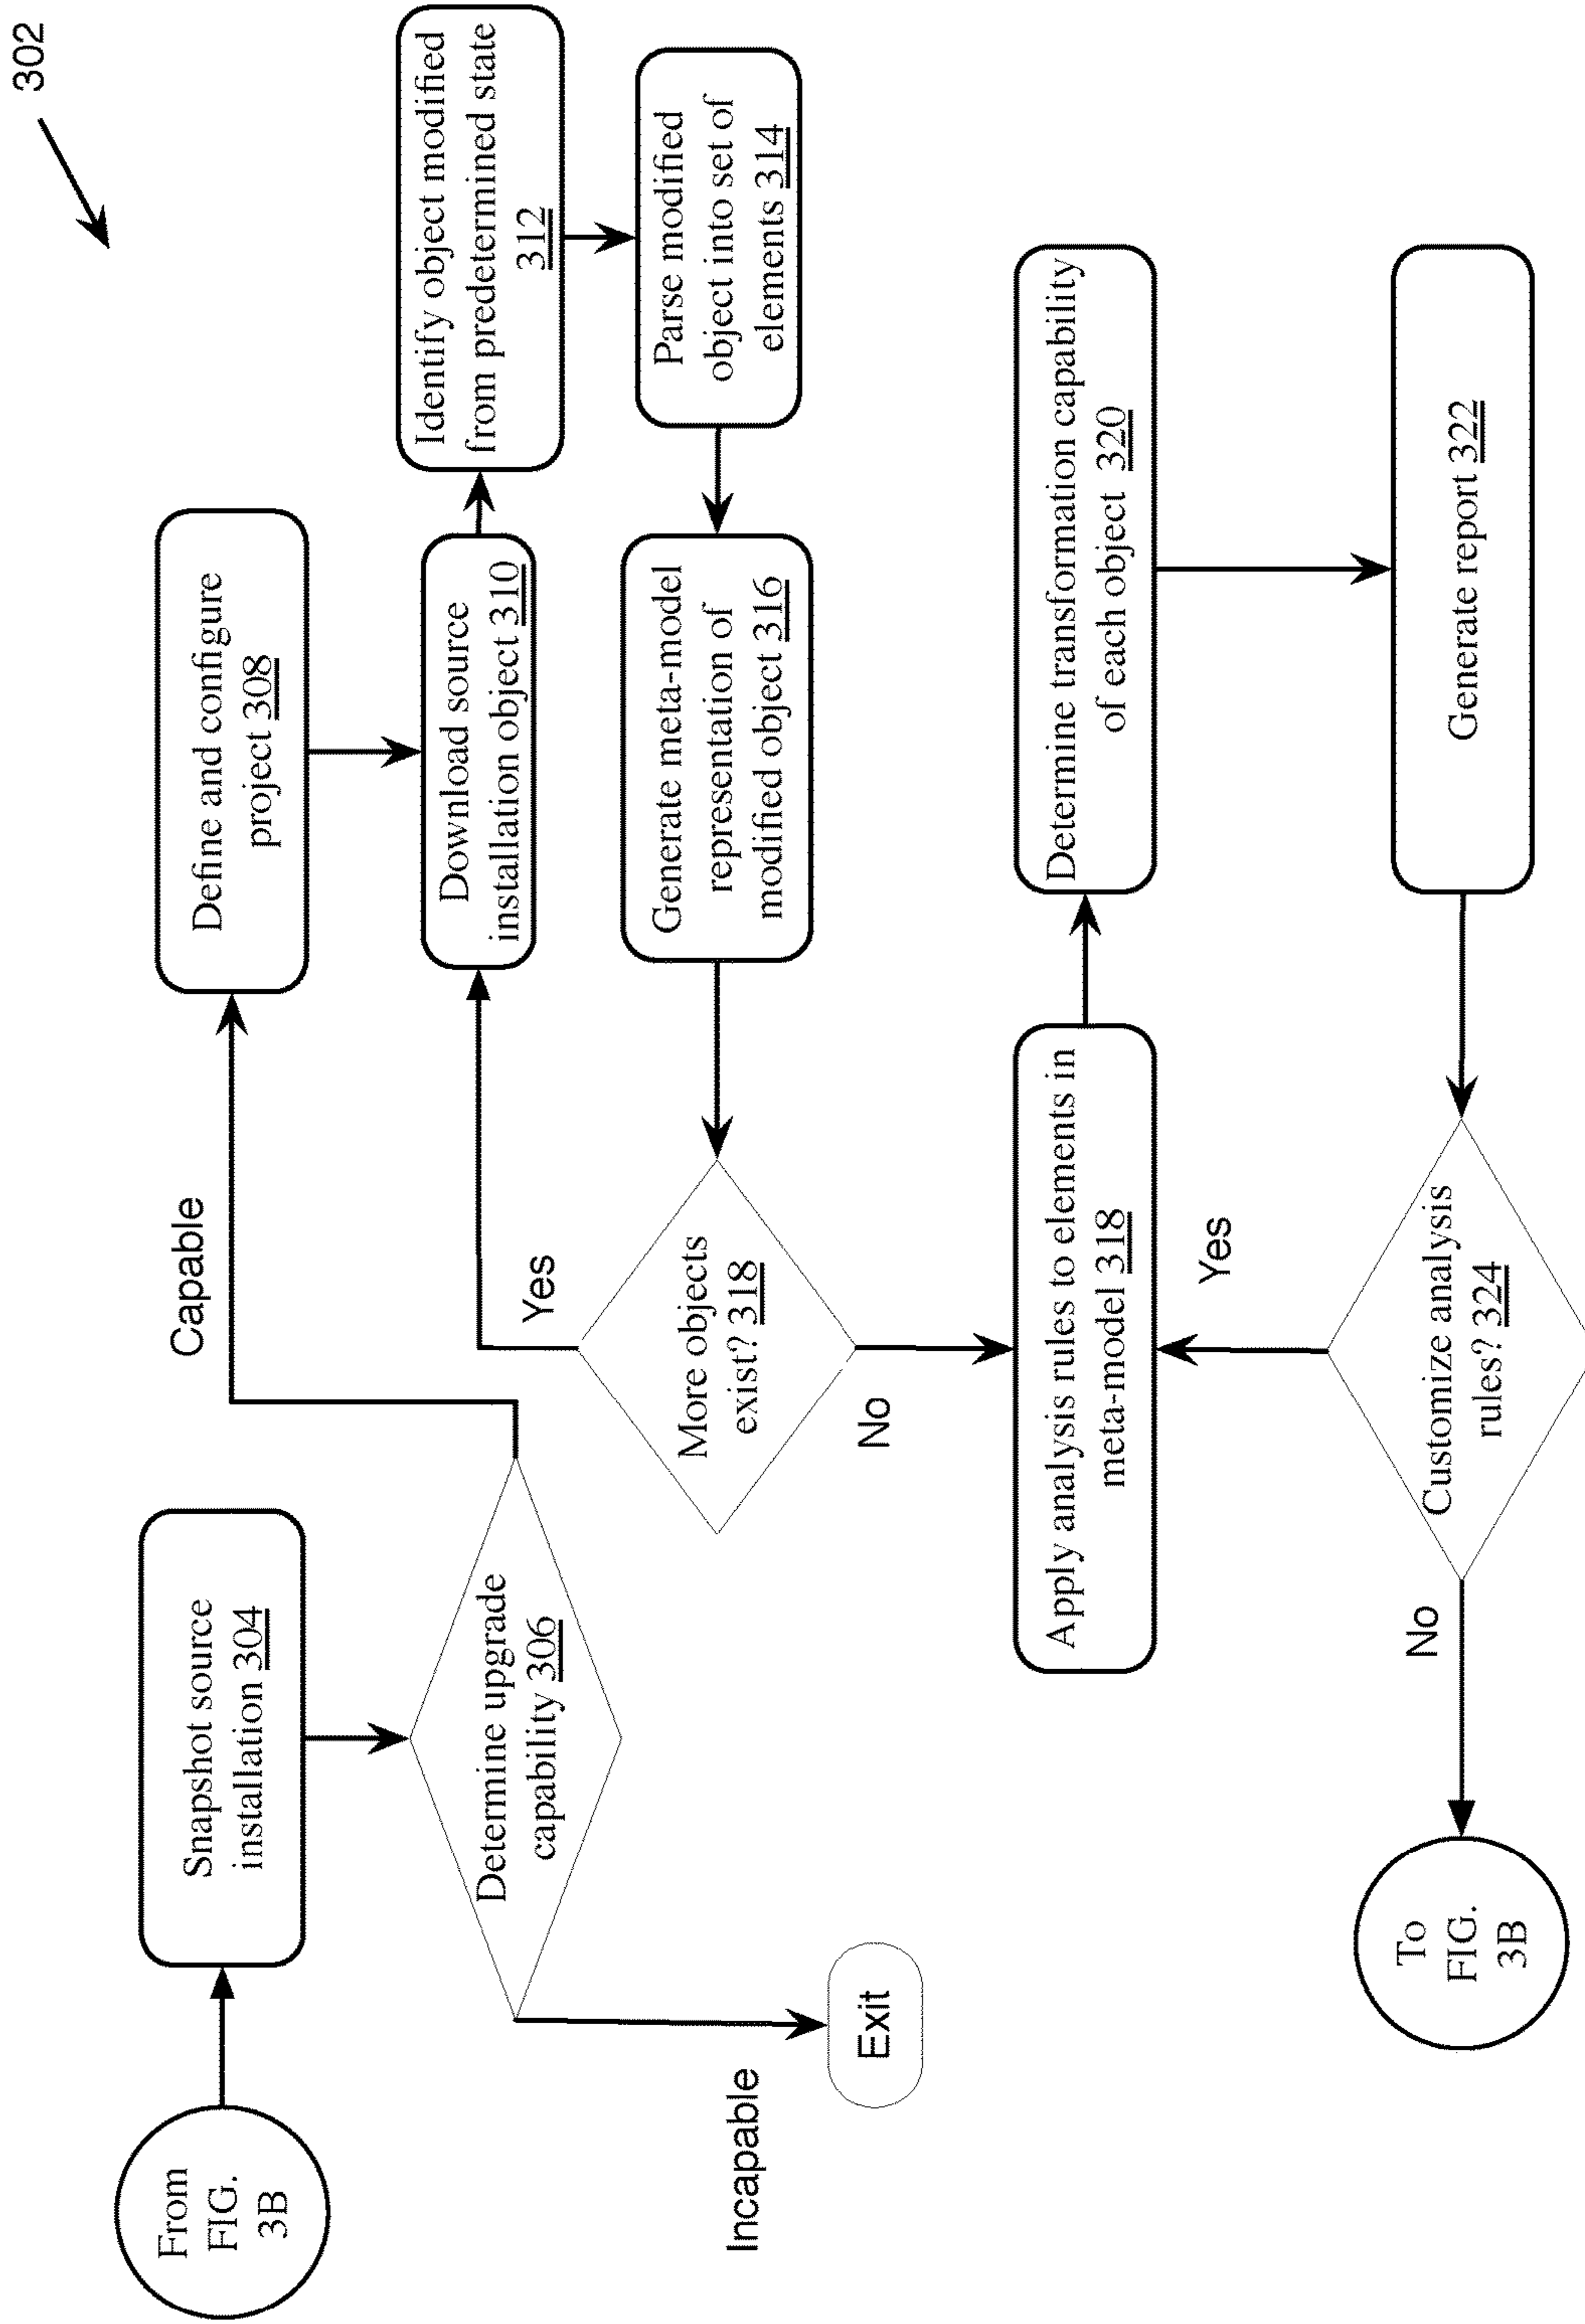 302
From
FIG.
3B
Snapshot source
installation 304
Determine upgrade
capability 306
Incapable
Exit
Capable
Define and configure
project 308
Download source
installation object 310
Identify object modified
from predetermined state
312
Parse modified
object into set of
elements 314
Generate meta-model
representation of
modified object 316
More objects
exist? 318
Yes
No
Apply analysis rules to elements in
meta-model 318
Determine transformation capability
of each object 320
Generate report 322
Customize analysis
rules? 324
Yes
No
To
FIG.
3B